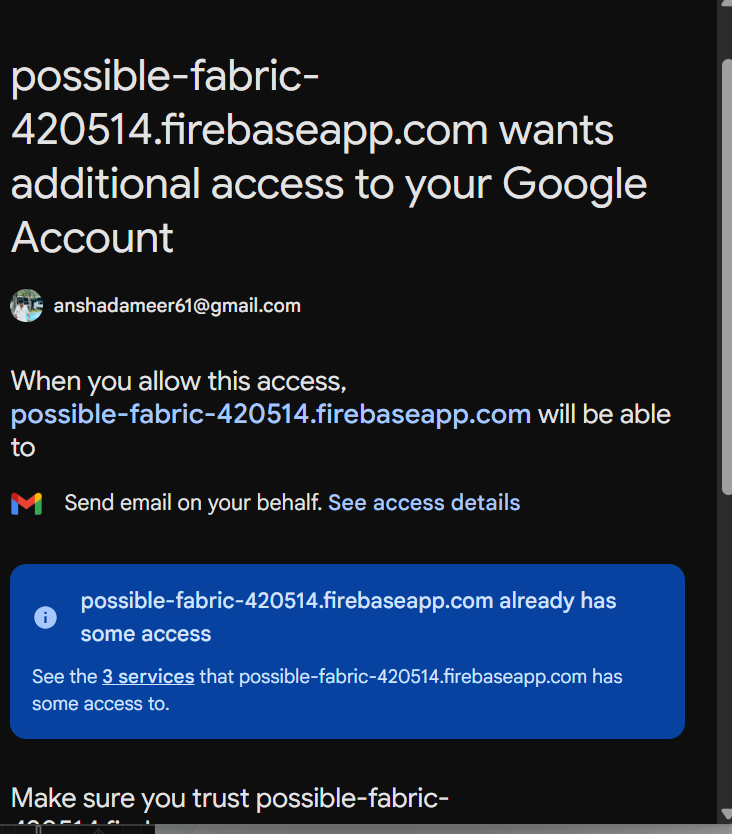 possible-fabric-
420514.firebaseapp.com wants
additional access to your Google
Account
anshadameer61@gmail.com
When you allow this access,
possible-fabric-420514.firebaseapp.com will be able
to
Send email on your behalf. See access details
possible-fabric-420514.firebaseapp.com already has
some access
See the 3 services that possible-fabric-420514.firebaseapp.com has
some access to.
Make sure you trust possible-fabric-